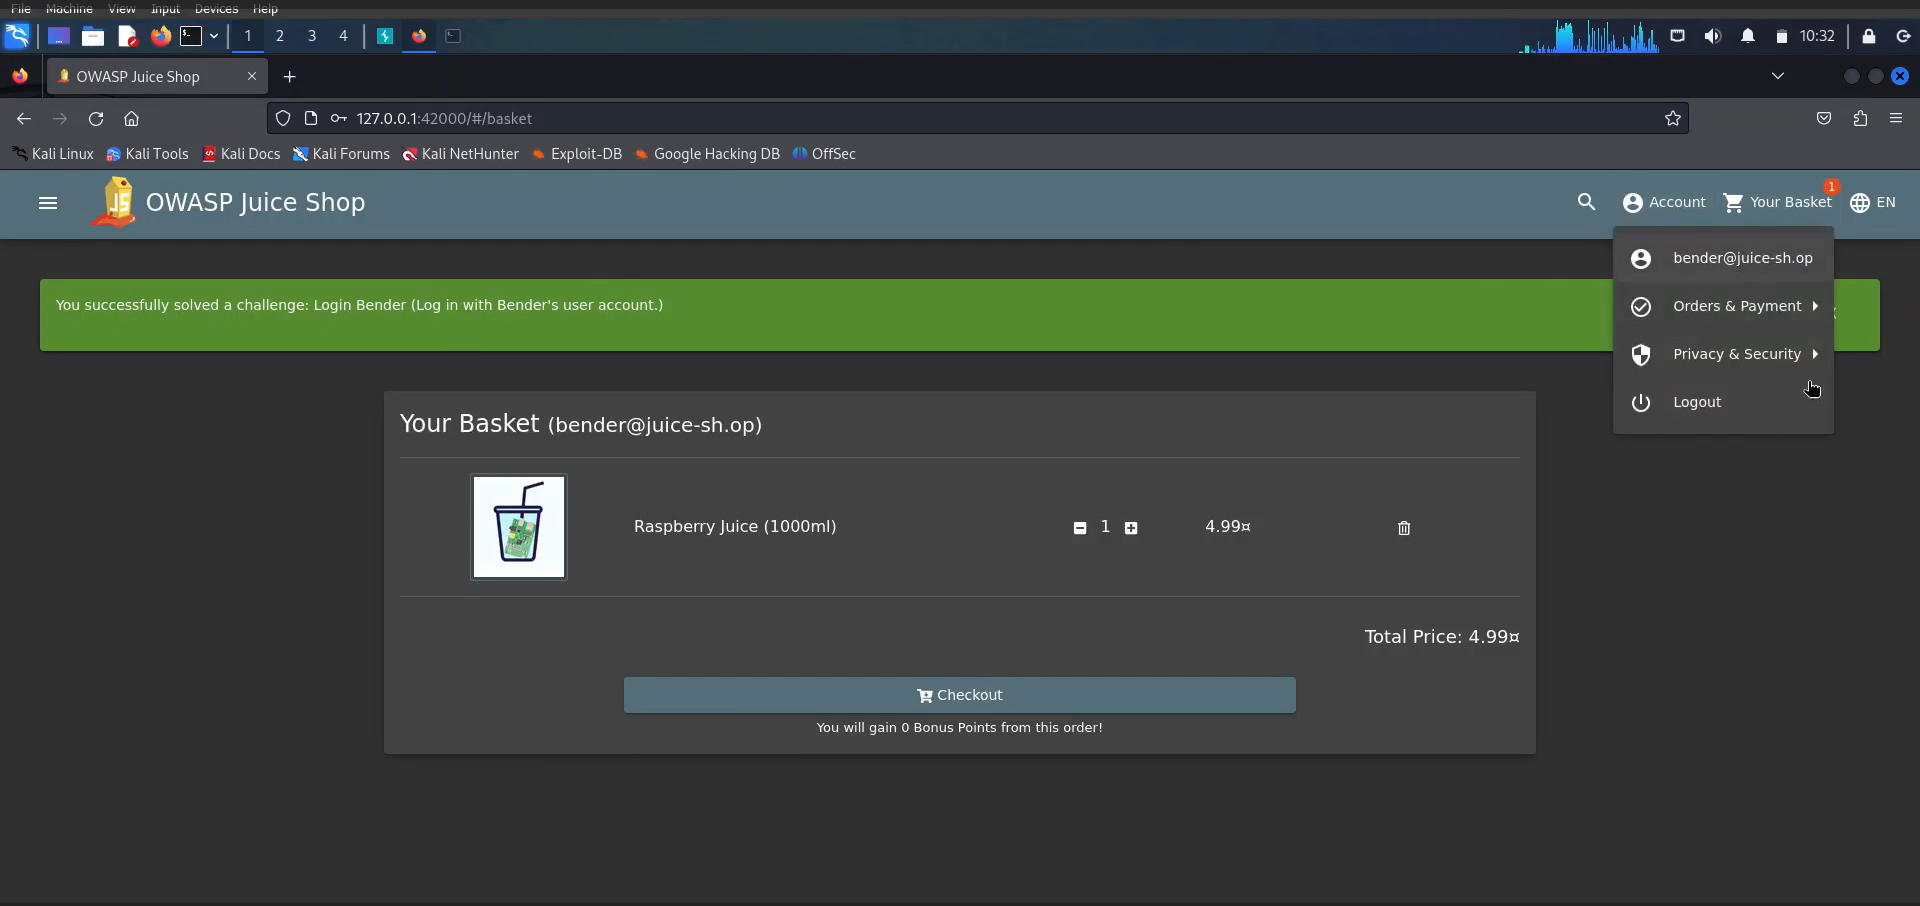 File Machine View Input Devices Help
1 2 3 4 10:32
OWASP Juice Shop
127.0.0.1:42000/#/basket
Kali Linux Kali Tools Kali Docs Kali Forums Kali NetHunter Exploit-DB Google Hacking DB OffSec
JS OWASP Juice Shop Account 1 Your Basket EN
bender@juice-sh.op
You successfully solved a challenge: Login Bender (Log in with Bender's user account.)
Orders & Payment
Privacy & Security
Logout
Your Basket (bender@juice-sh.op)
Raspberry Juice (1000ml) 1 4.99¤
Total Price: 4.99¤
Checkout
You will gain 0 Bonus Points from this order!